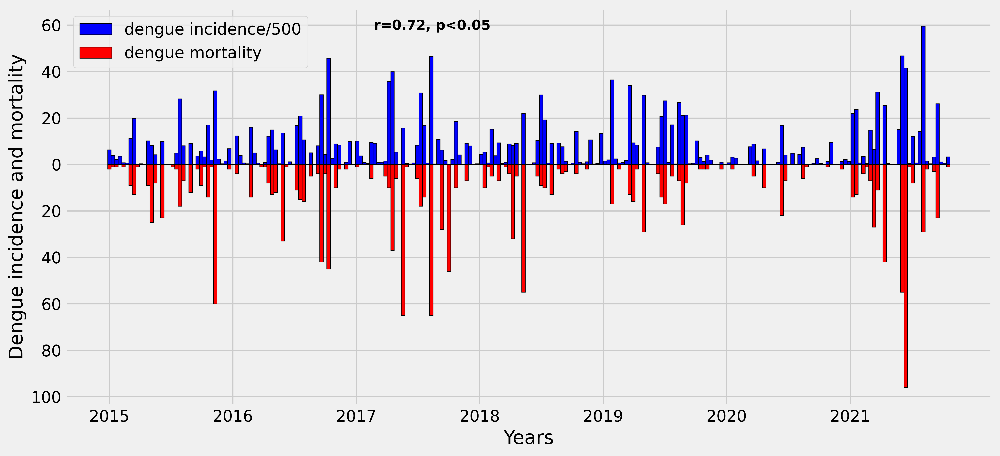 r=0.72, p<0.05
dengue incidence/500
dengue mortality
Dengue incidence and mortality
60
40
20
0
20
40
60
80
100
2015 2016 2017 2018 2019 2020 2021
Years